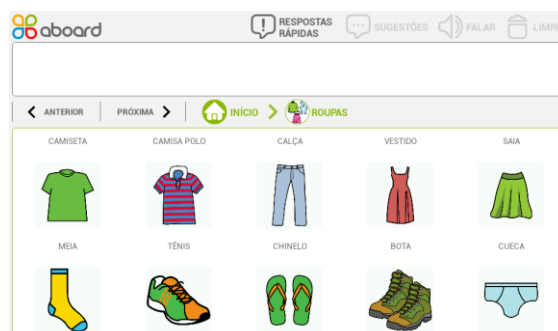 aboard
RESPOSTAS
RÁPIDAS
SUGESTÕES
FALAR
LIMP
ANTERIOR
PRÓXIMA
INÍCIO
ROUPAS
CAMISETA
CAMISA POLO
CALÇA
VESTIDO
SAIA
MEIA
TÊNIS
CHINELO
BOTA
CUECA